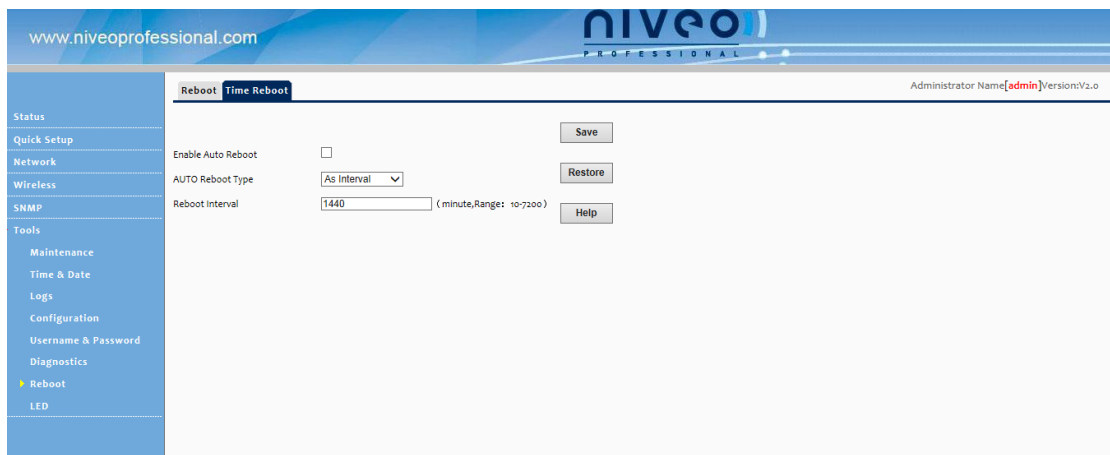 www.niveoprofessional.com
niveo
PROFESSIONAL
Reboot Time Reboot
Administrator Name[admin]Version:V2.0
Status
Quick Setup
Network
Wireless
SNMP
Tools
Maintenance
Time & Date
Logs
Configuration
Username & Password
Diagnostics
Reboot
LED
Enable Auto Reboot
AUTO Reboot Type As Interval
Reboot Interval 1440 (minute,Range: 10-7200)
Save
Restore
Help